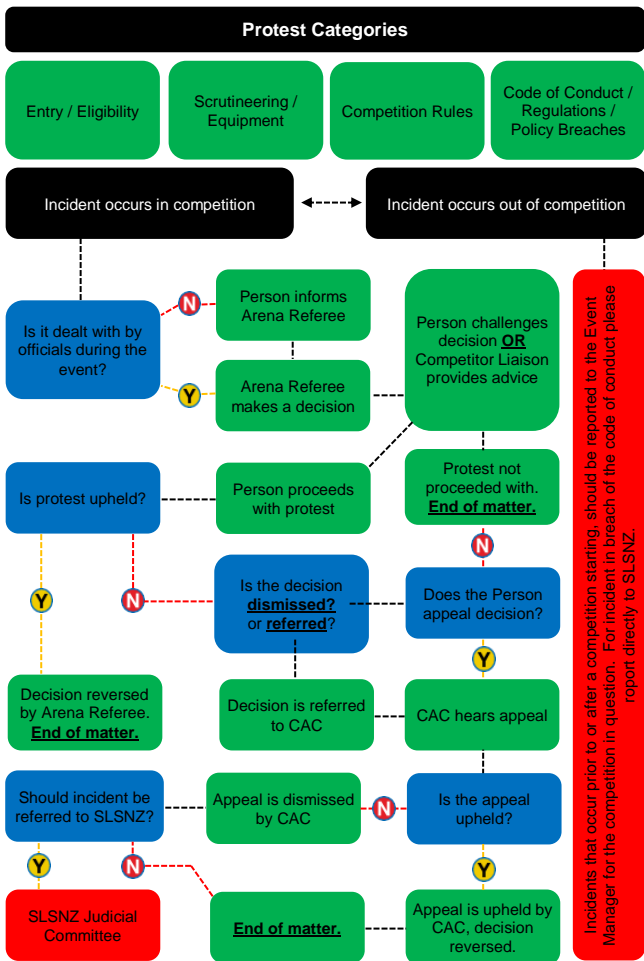 Protest Categories
Entry / Eligibility
Scrutineering /
Equipment
Competition Rules
Code of Conduct /
Regulations /
Policy Breaches
Incident occurs in competition
Incident occurs out of competition
Is it dealt with by
officials during the
event?
N
Person informs
Arena Referee
Y
Arena Referee
makes a decision
Person challenges
decision OR
Competitor Liaison
provides advice
Is protest upheld?
Person proceeds
with protest
Protest not
proceeded with.
End of matter.
N
Y
N
Is the decision
dismissed?
or referred?
Does the Person
appeal decision?
Y
Decision reversed
by Arena Referee.
End of matter.
Decision is referred
to CAC
CAC hears appeal
Should incident be
referred to SLSNZ?
Appeal is dismissed
by CAC
N
Is the appeal
upheld?
Y
N
Y
SLSNZ Judicial
Committee
End of matter.
Appeal is upheld by
CAC, decision
reversed.
Incidents that occur prior to or after a competition starting, should be reported to the Event
Manager for the competition in question. For incident in breach of the code of conduct please
report directly to SLSNZ.